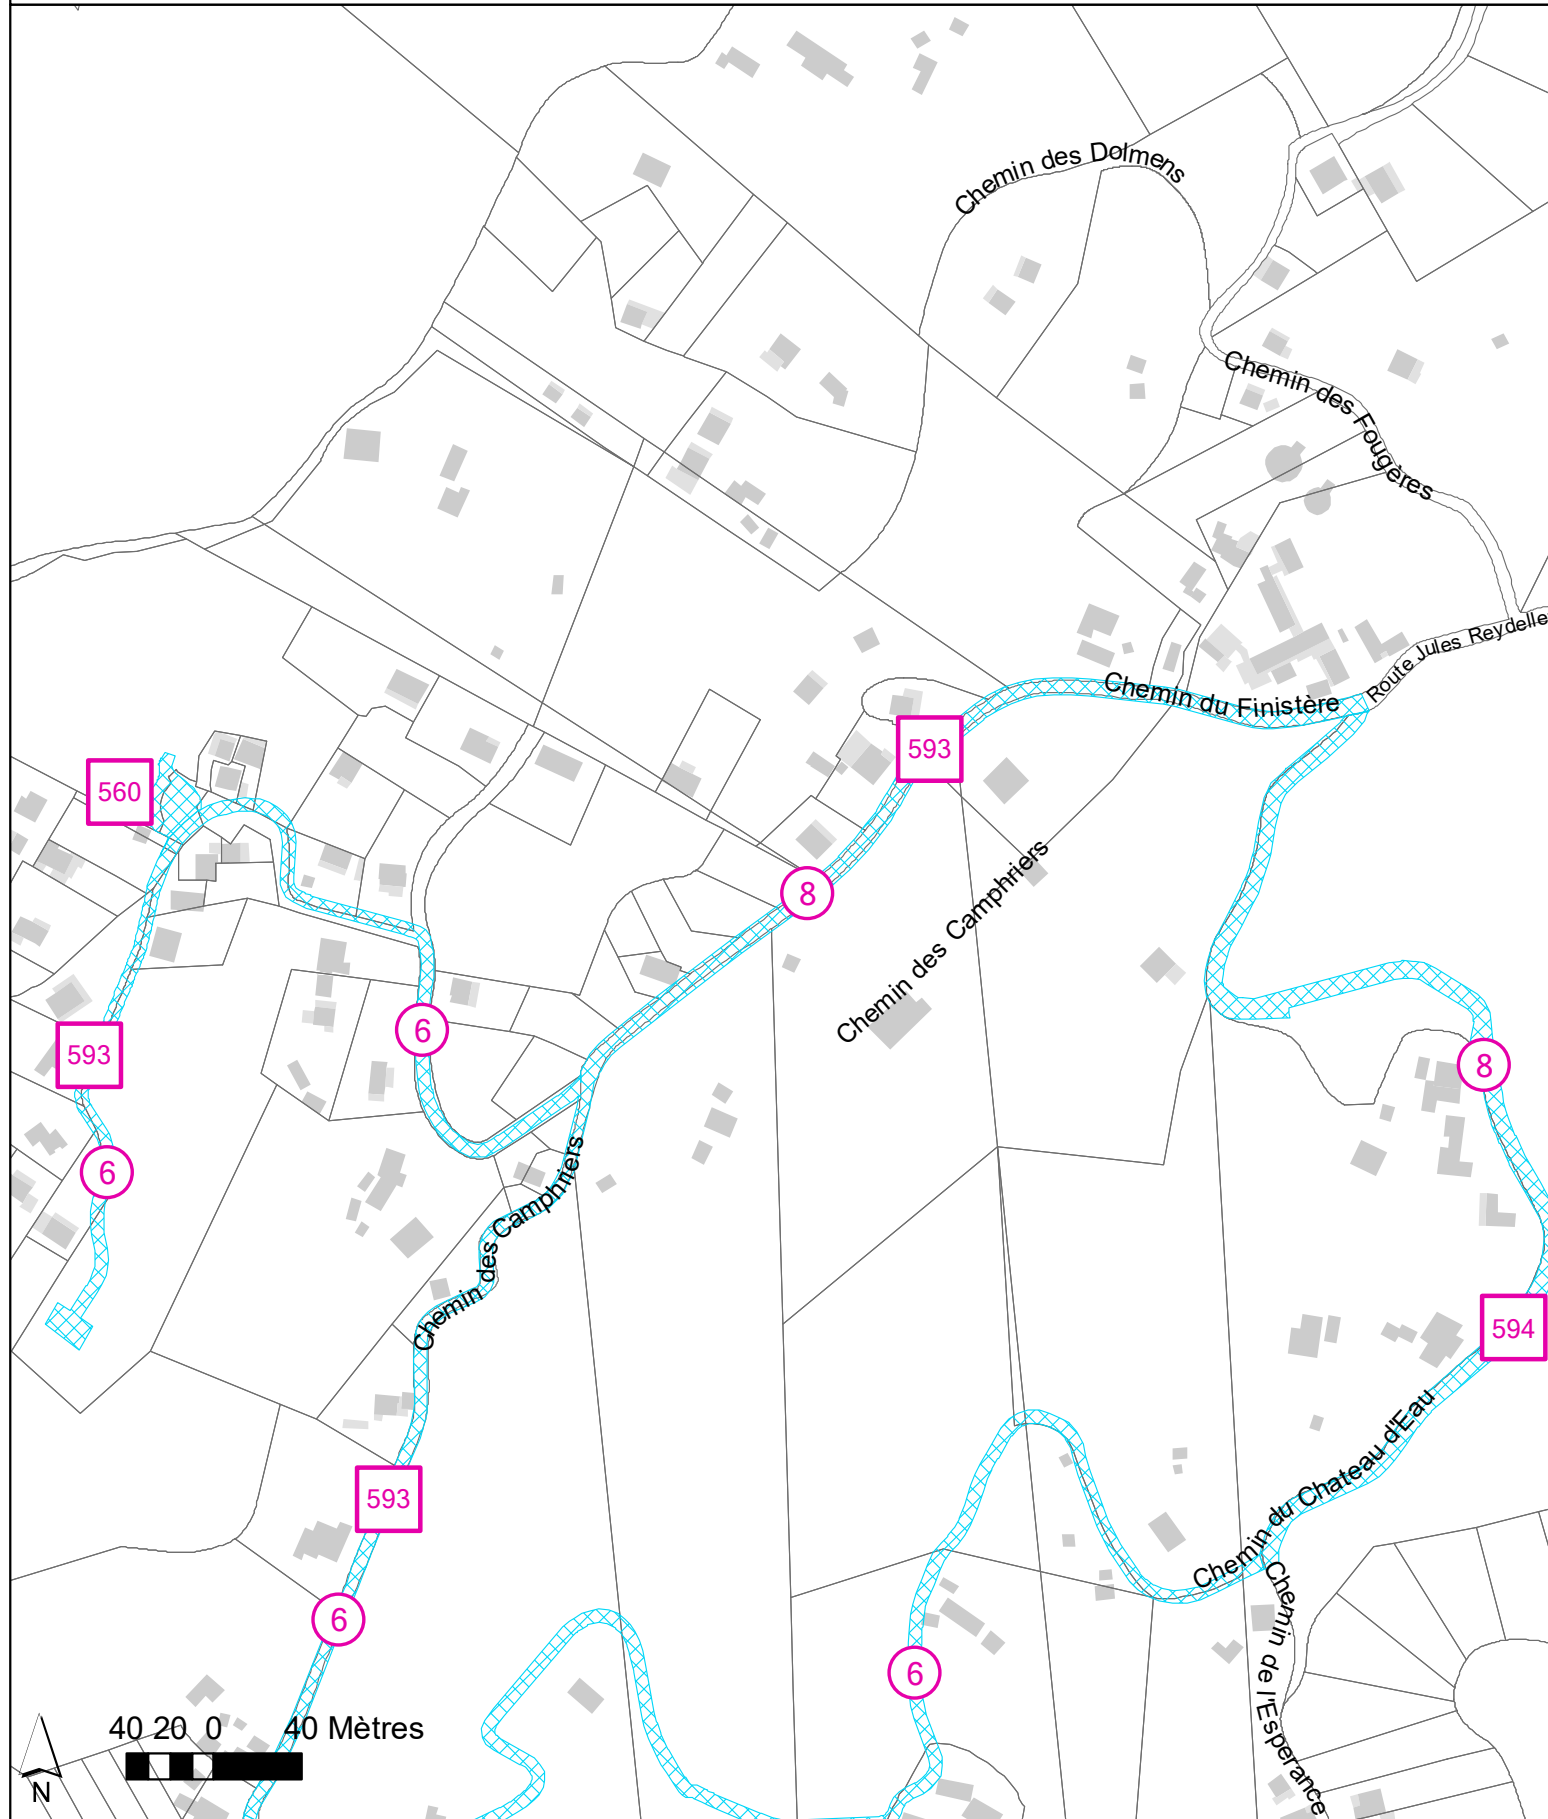 Chemin des Dolmens
Chemin des Fougères
Route Jules Reydelle
Chemin du Finistère
593
560
8
Chemin des Camphriers
6
593
8
6
Chemin des Camphriers
594
Chemin du Chateau d'Eau
593
Chemin de l'Esperance
6
6
40 20 0 40 Mètres
N